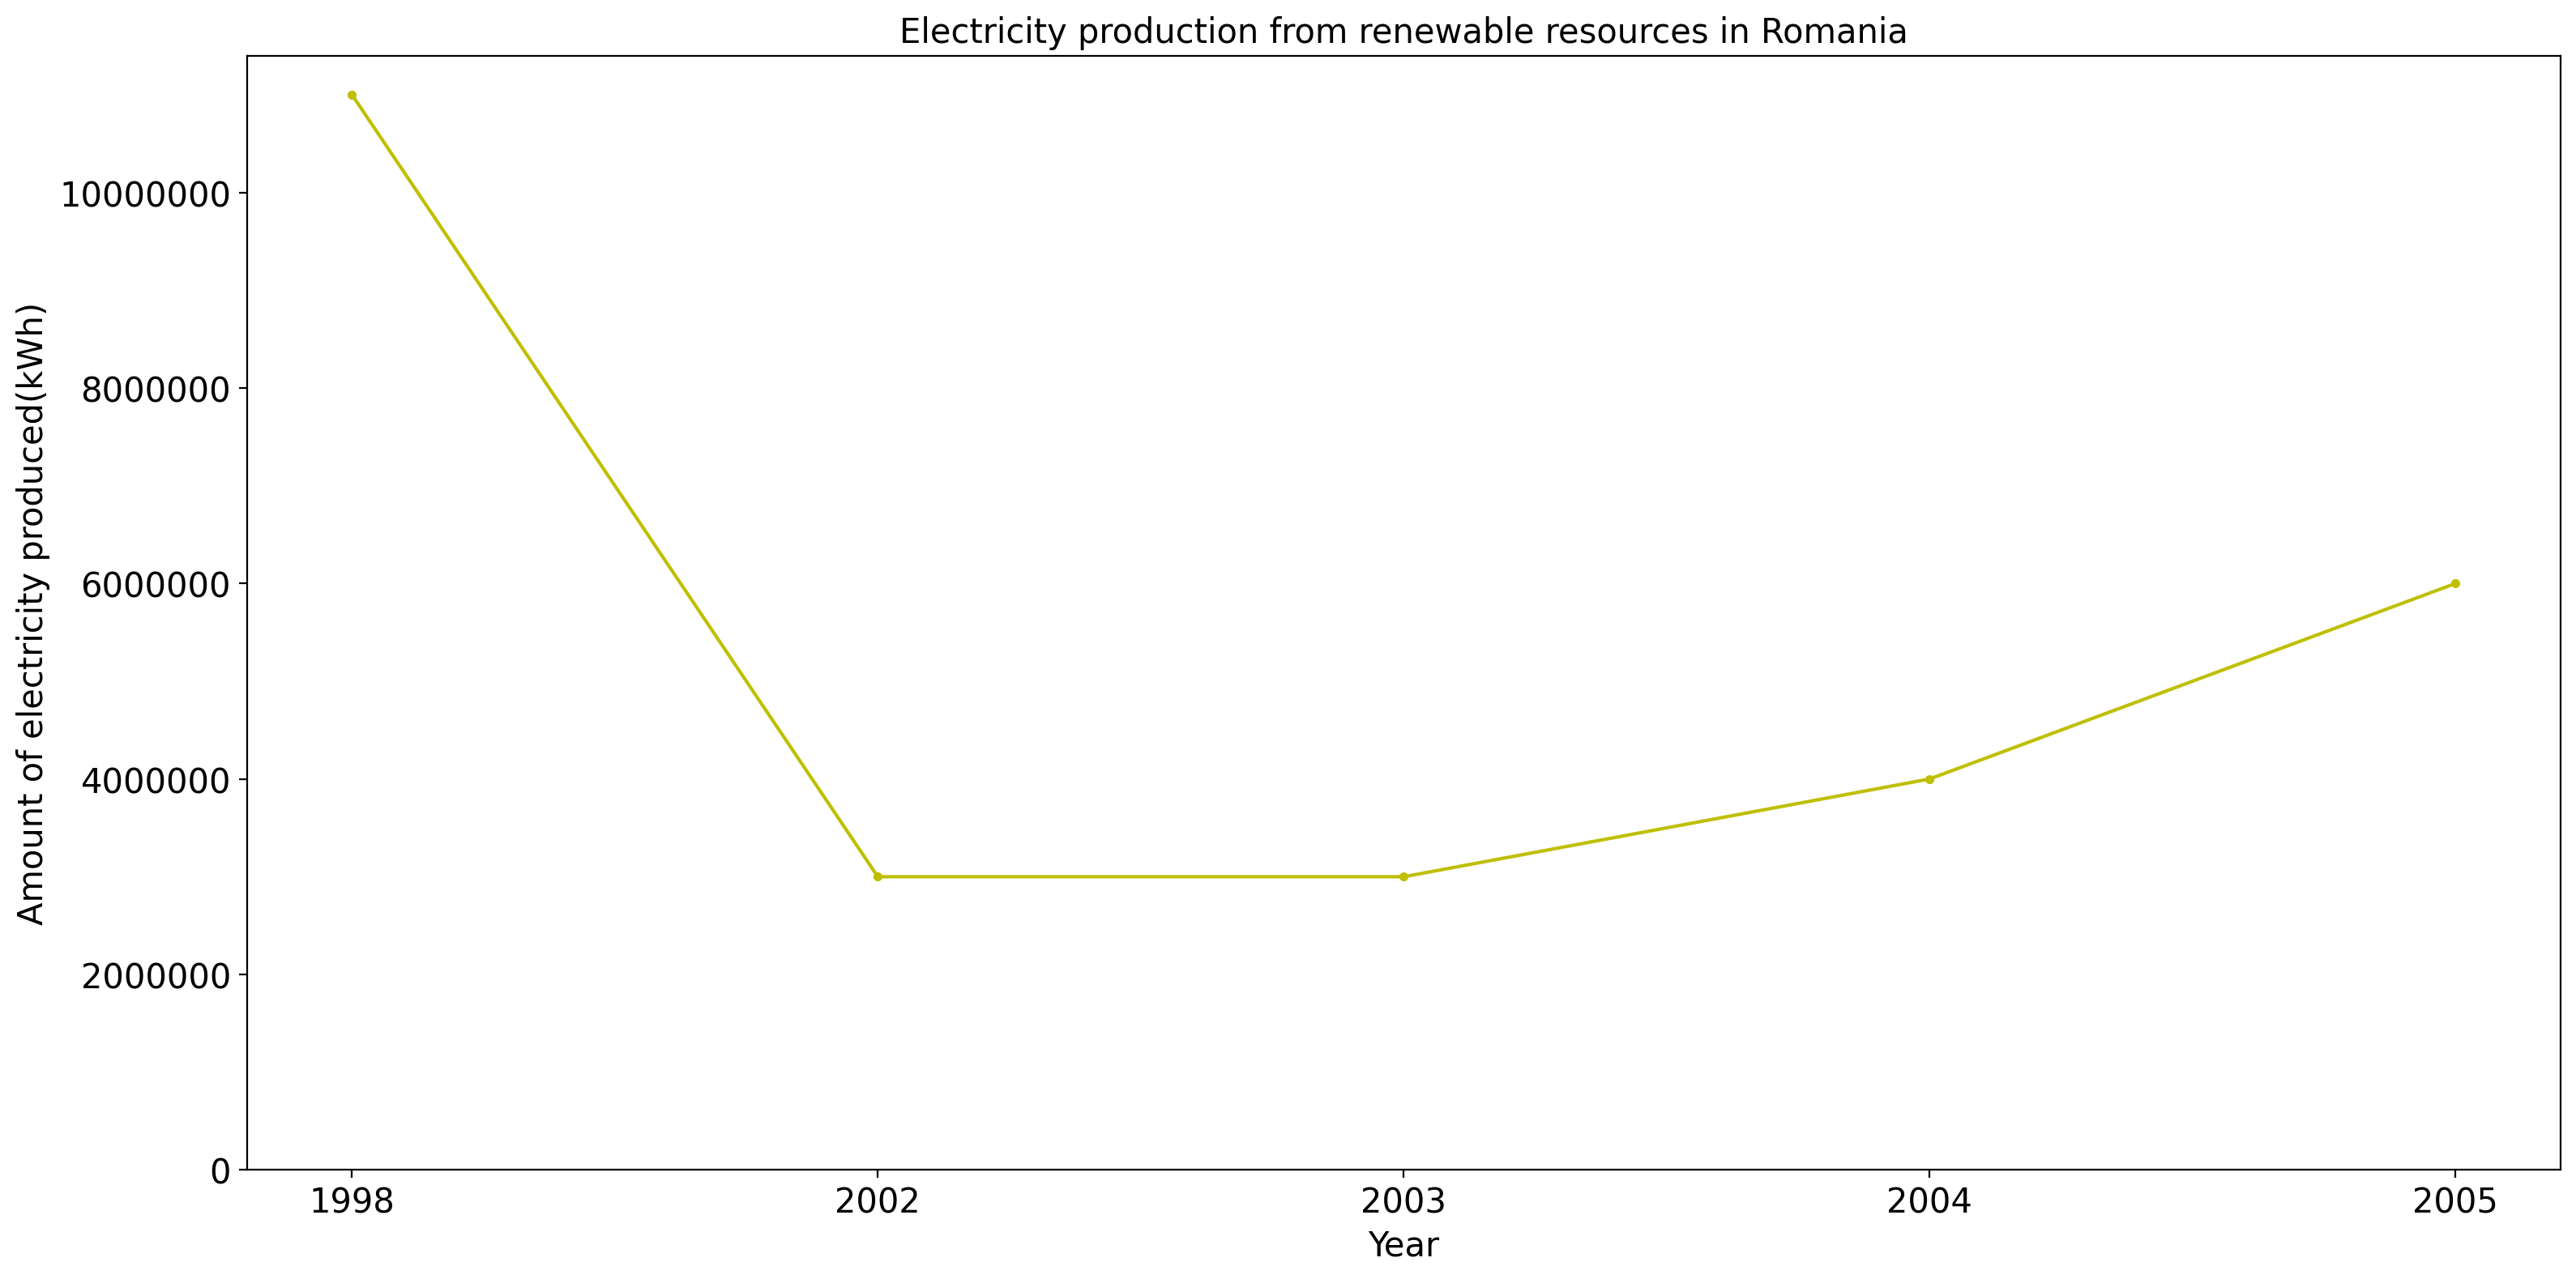 Electricity production from renewable resources in Romania
Amount of electricity produced(kWh)
10000000
8000000
6000000
4000000
2000000
0
1998 2002 2003 2004 2005
Year